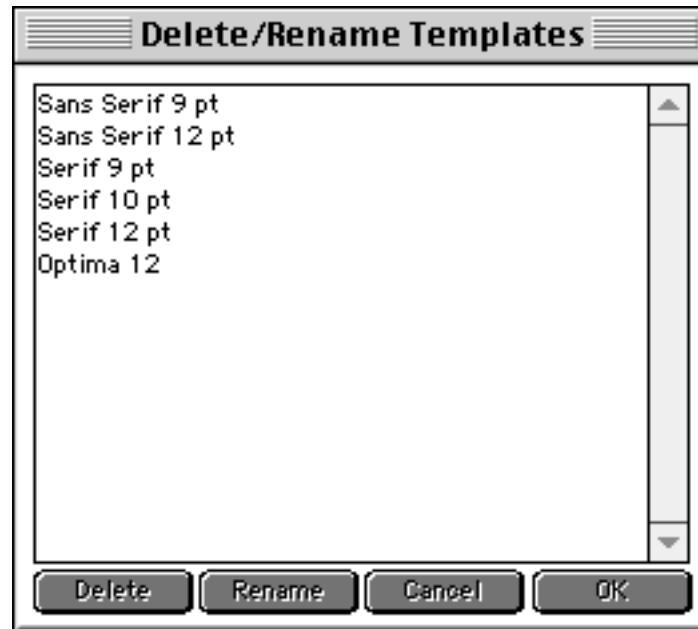 Delete/Rename Templates
Sans Serif 9 pt
Sans Serif 12 pt
Serif 9 pt
Serif 10 pt
Serif 12 pt
Optima 12
Delete Rename Cancel OK